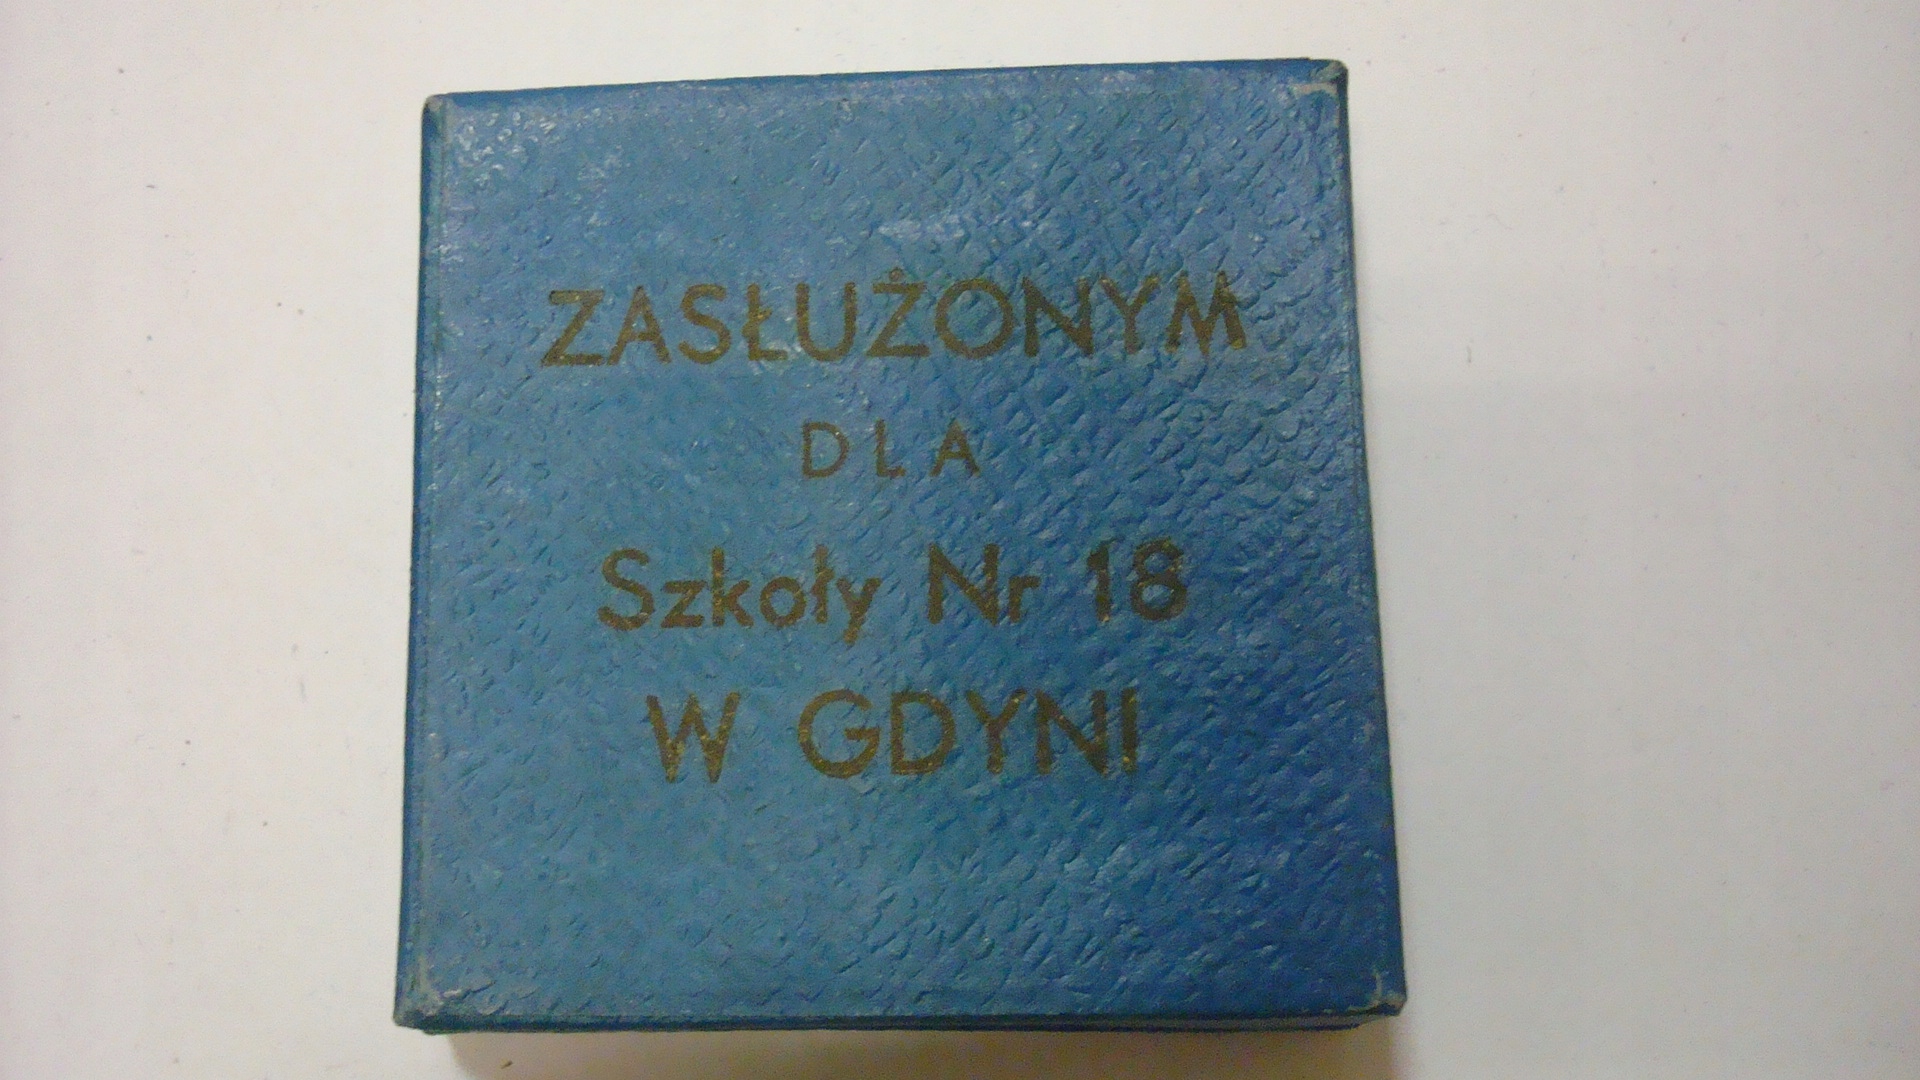 ZASŁUŻONYM
DLA
Szkoły Nr 18
W GDYNI